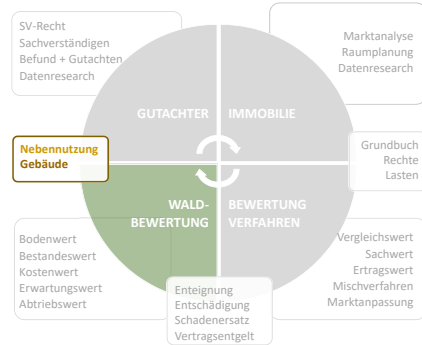 SV-Recht
Sachverständigen
Befund + Gutachten
Datenresearch
Marktanalyse
Raumplanung
Datenresearch
GUTACHTER
IMMOBILIE
Nebennutzung
Gebäude
Grundbuch
Rechte
Lasten
WALD-
BEWERTUNG
BEWERTUNG
VERFAHREN
Bodenwert
Bestandeswert
Kostenwert
Erwartungswert
Abtriebswert
Enteignung
Entschädigung
Schadenersatz
Vertragsentgelt
Vergleichswert
Sachwert
Ertragswert
Mischverfahren
Marktanpassung